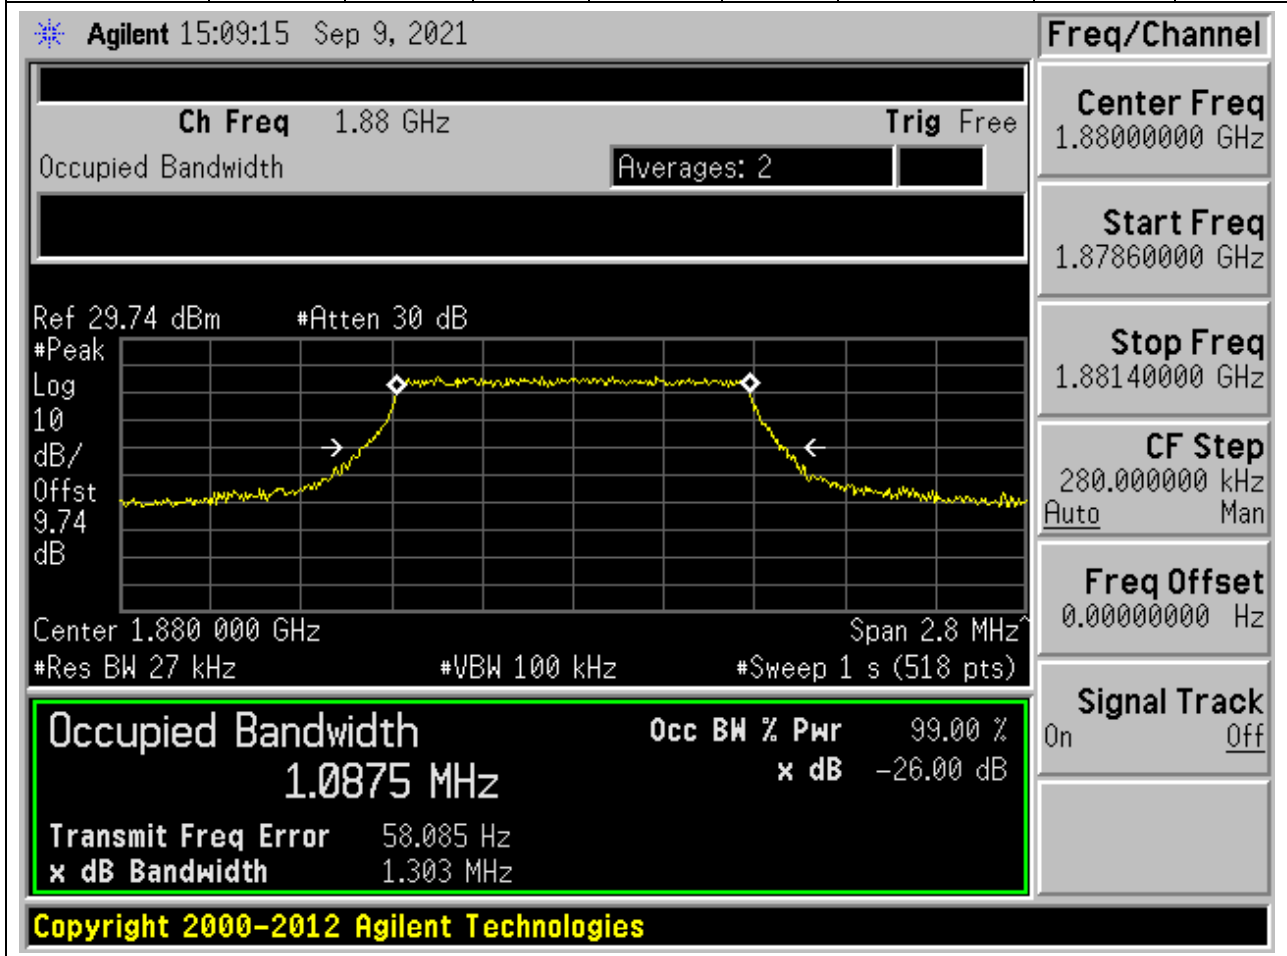 Agilent 15:09:15 Sep 9, 2021
Freq/Channel
Ch Freq 1.88 GHz Trig Free
Occupied Bandwidth Averages: 2
Center Freq
1.88000000 GHz
Start Freq
1.87860000 GHz
Stop Freq
1.88140000 GHz
CF Step
280.000000 kHz
Auto Man
Freq Offset
0.00000000 Hz
Signal Track
On Off
Ref 29.74 dBm #Atten 30 dB
#Peak
Log
10
dB/
Offst
9.74
dB
Center 1.880 000 GHz Span 2.8 MHz^
#Res BW 27 kHz #VBW 100 kHz #Sweep 1 s (518 pts)
Occupied Bandwidth Occ BW % Pwr 99.00 %
1.0875 MHz x dB -26.00 dB
Transmit Freq Error 58.085 Hz
x dB Bandwidth 1.303 MHz
Copyright 2000-2012 Agilent Technologies